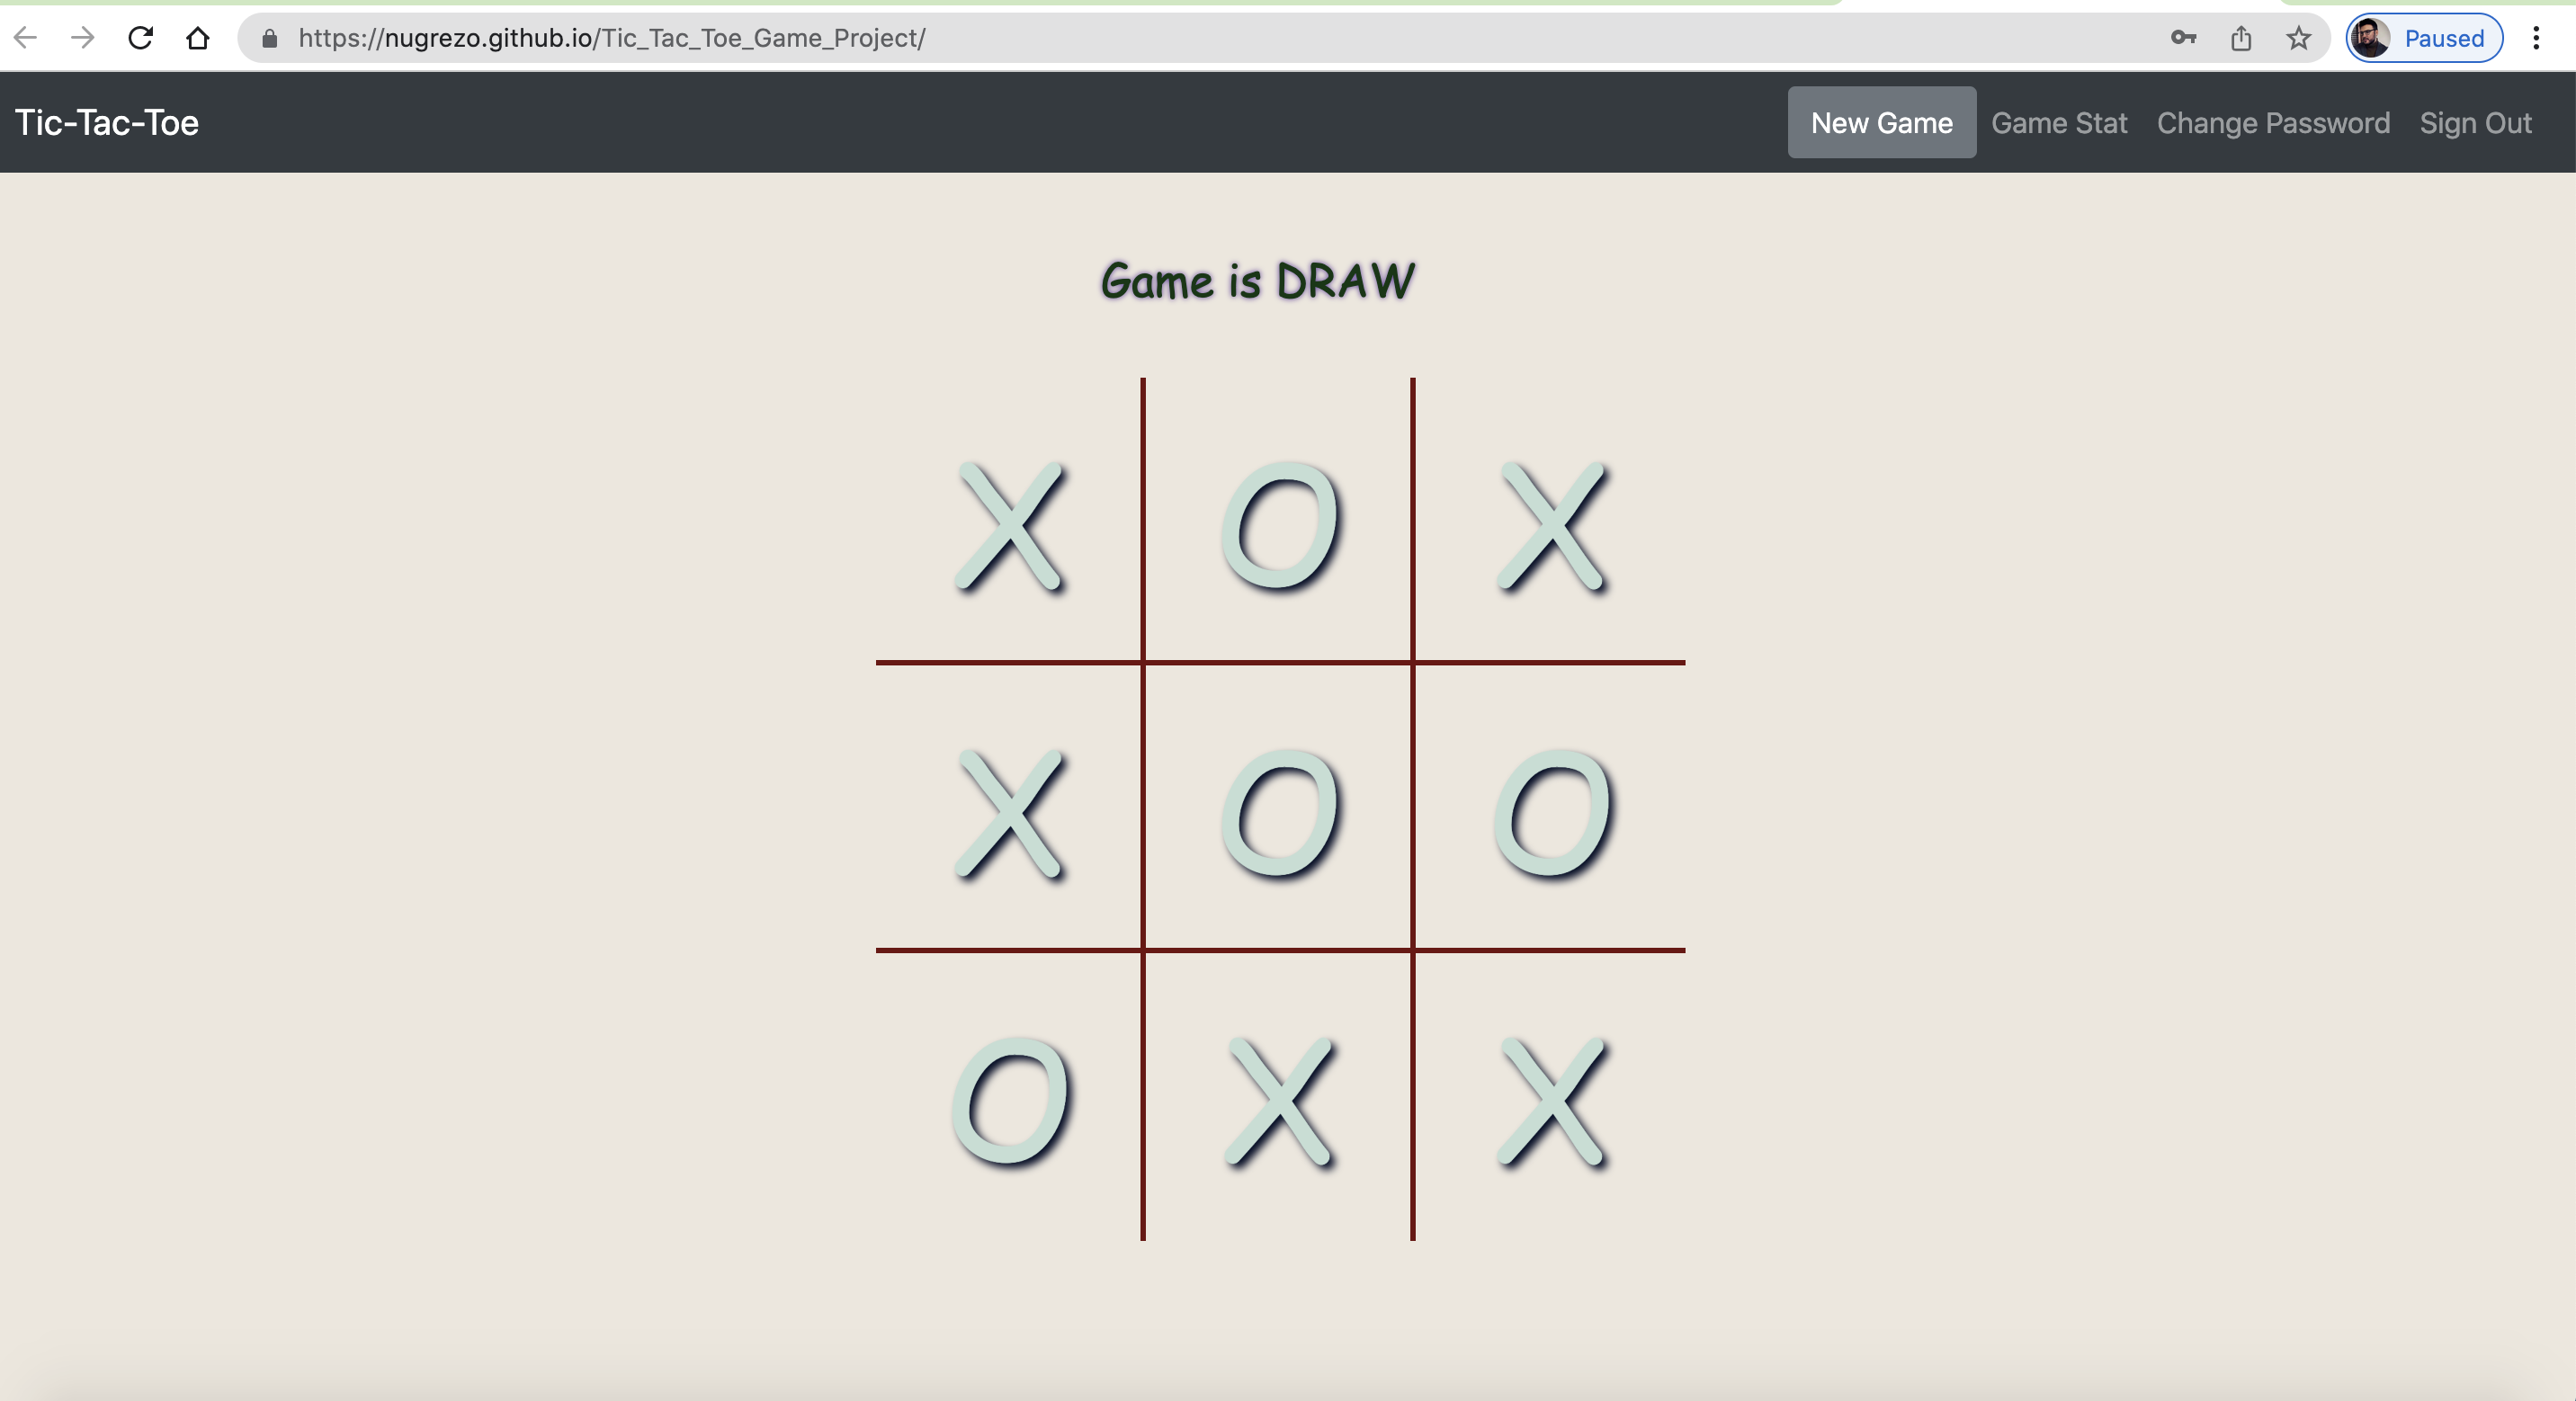 https://nugrezo.github.io/Tic_Tac_Toe_Game_Project/ Paused
Tic-Tac-Toe New Game Game Stat Change Password Sign Out
Game is DRAW
X O X
X O O
O X X